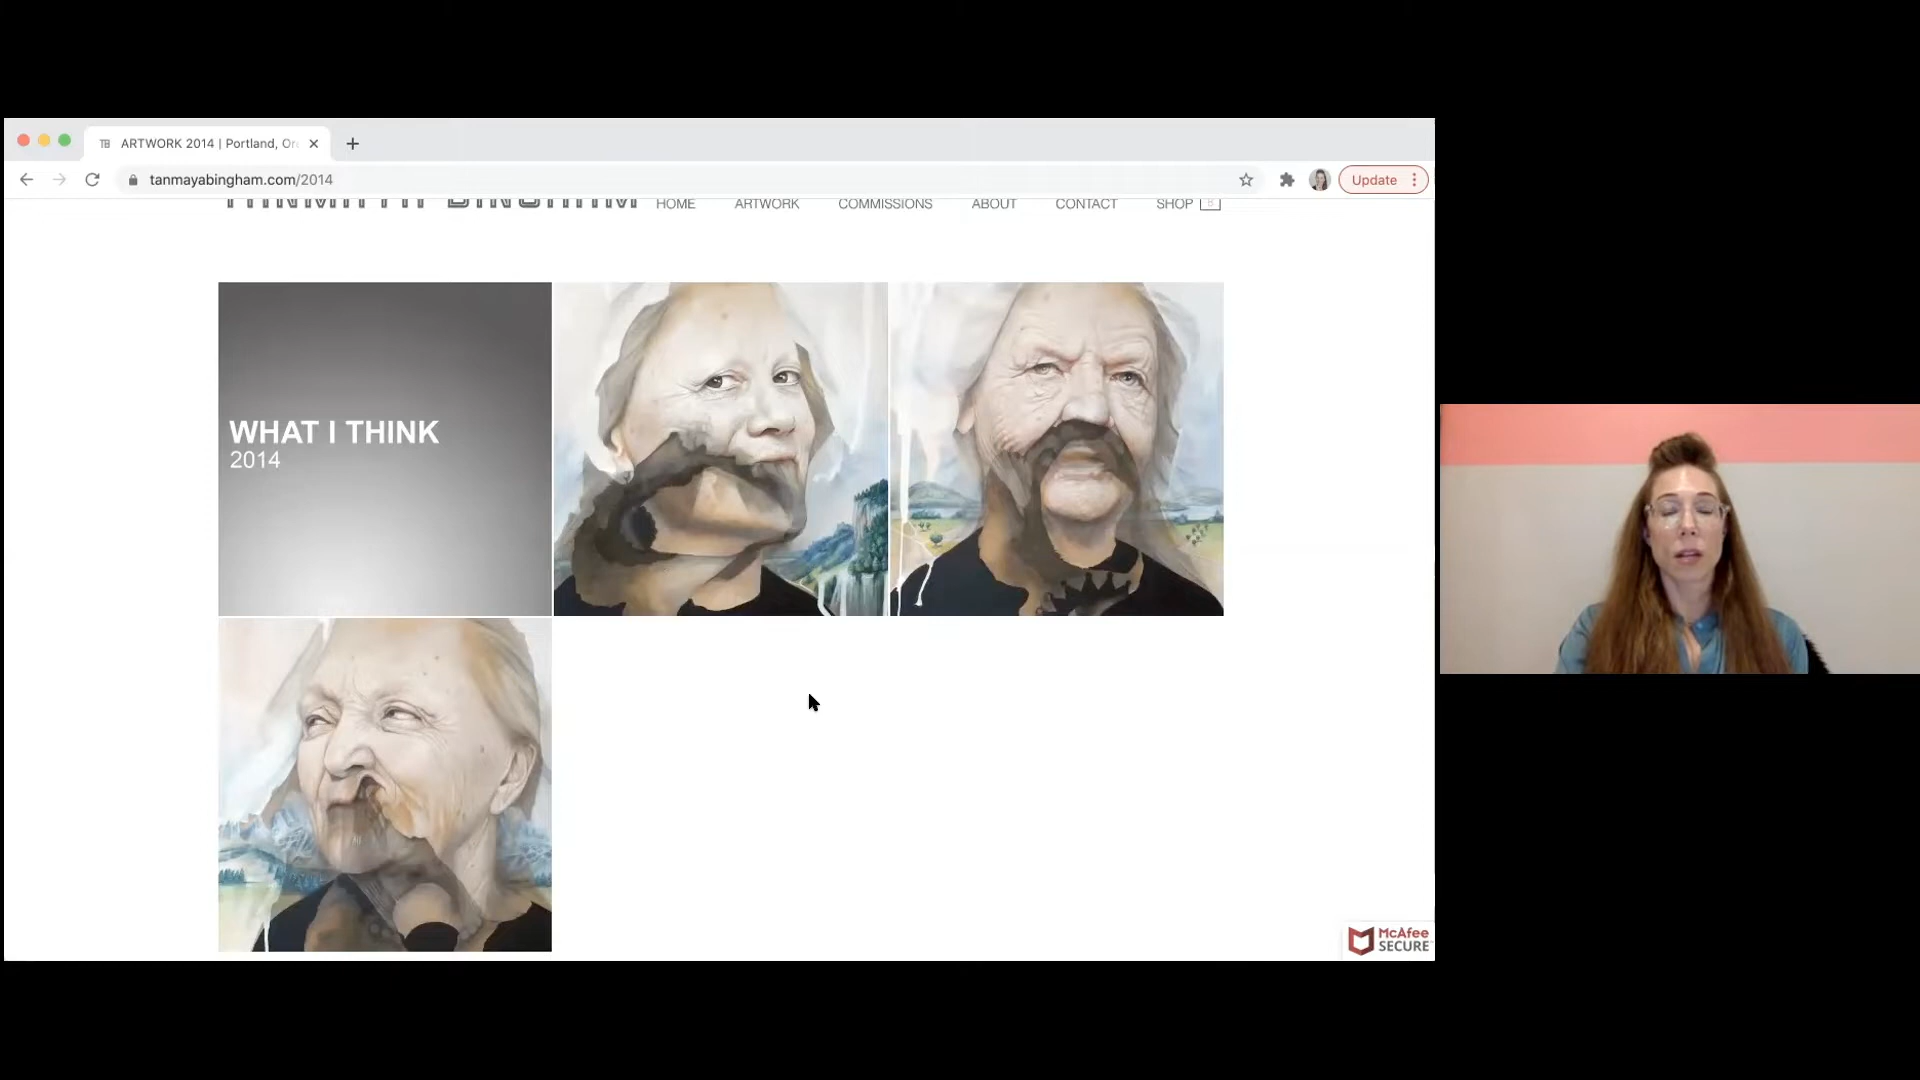 ARTWORK 2014 | Portland, Or
tanmayabingham.com/2014
Update
HOME
ARTWORK
COMMISSIONS
ABOUT
CONTACT
SHOP
WHAT I THINK
2014
McAfee
SECURE